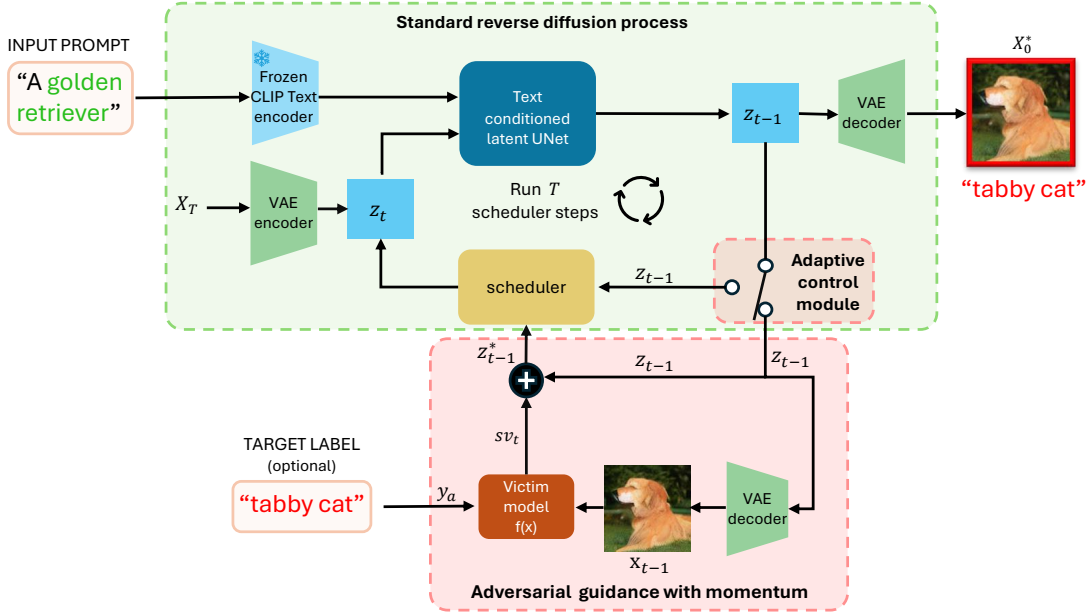 Standard reverse diffusion process
INPUT PROMPT
“A golden
retriever”
Frozen
CLIP Text
encoder
Text
conditioned
latent UNet
z_{t-1}
VAE
decoder
X_0^*
“tabby cat”
X_T
VAE
encoder
z_t
Run T
scheduler steps
scheduler
z_{t-1}
Adaptive
control
module
z_{t-1}^*
z_{t-1}
z_{t-1}
sv_t
TARGET LABEL
(optional)
“tabby cat”
y_a
Victim
model
f(x)
x_{t-1}
VAE
decoder
Adversarial guidance with momentum